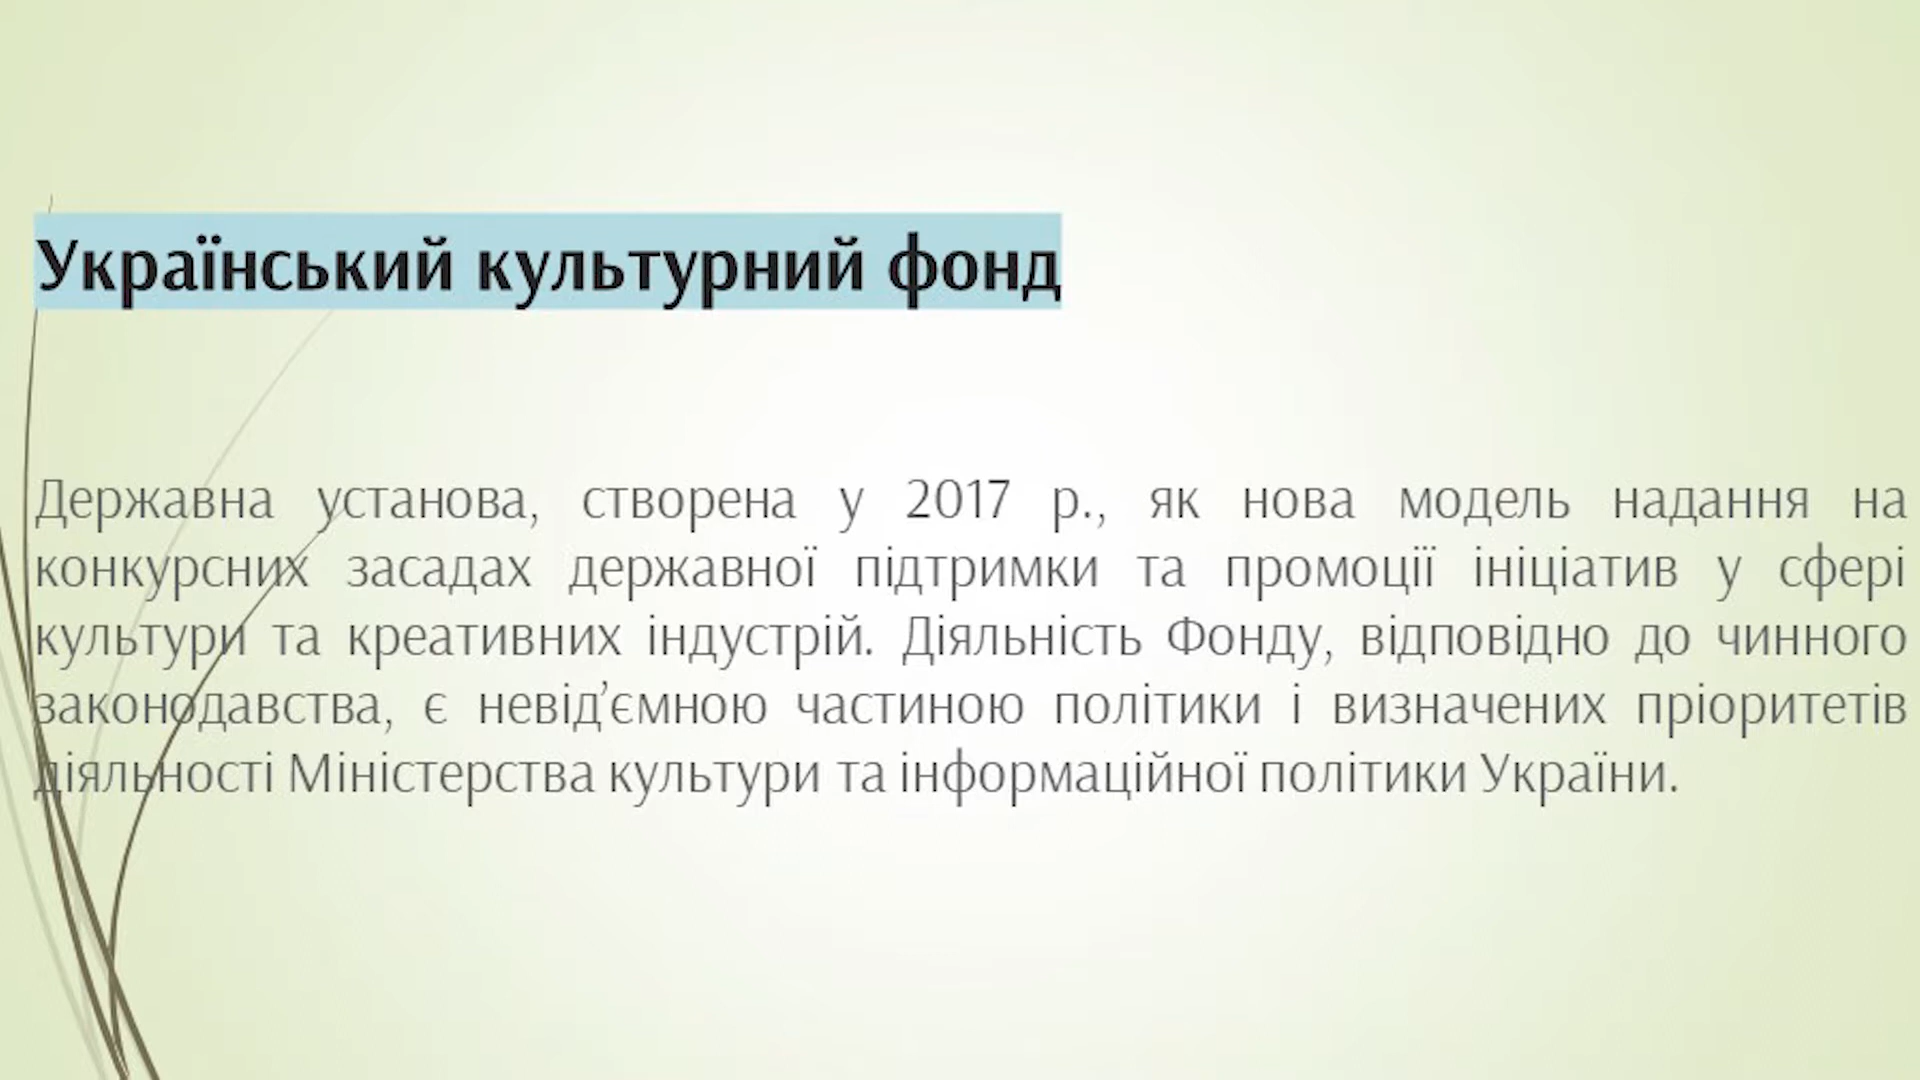 Український культурний фонд
Державна установа, створена у 2017 р., як нова модель надання на
конкурсних засадах державної підтримки та промоції ініціатив у сфері
культури та креативних індустрій. Діяльність Фонду, відповідно до чинного
законодавства, є невід’ємною частиною політики і визначених пріоритетів
діяльності Міністерства культури та інформаційної політики України.